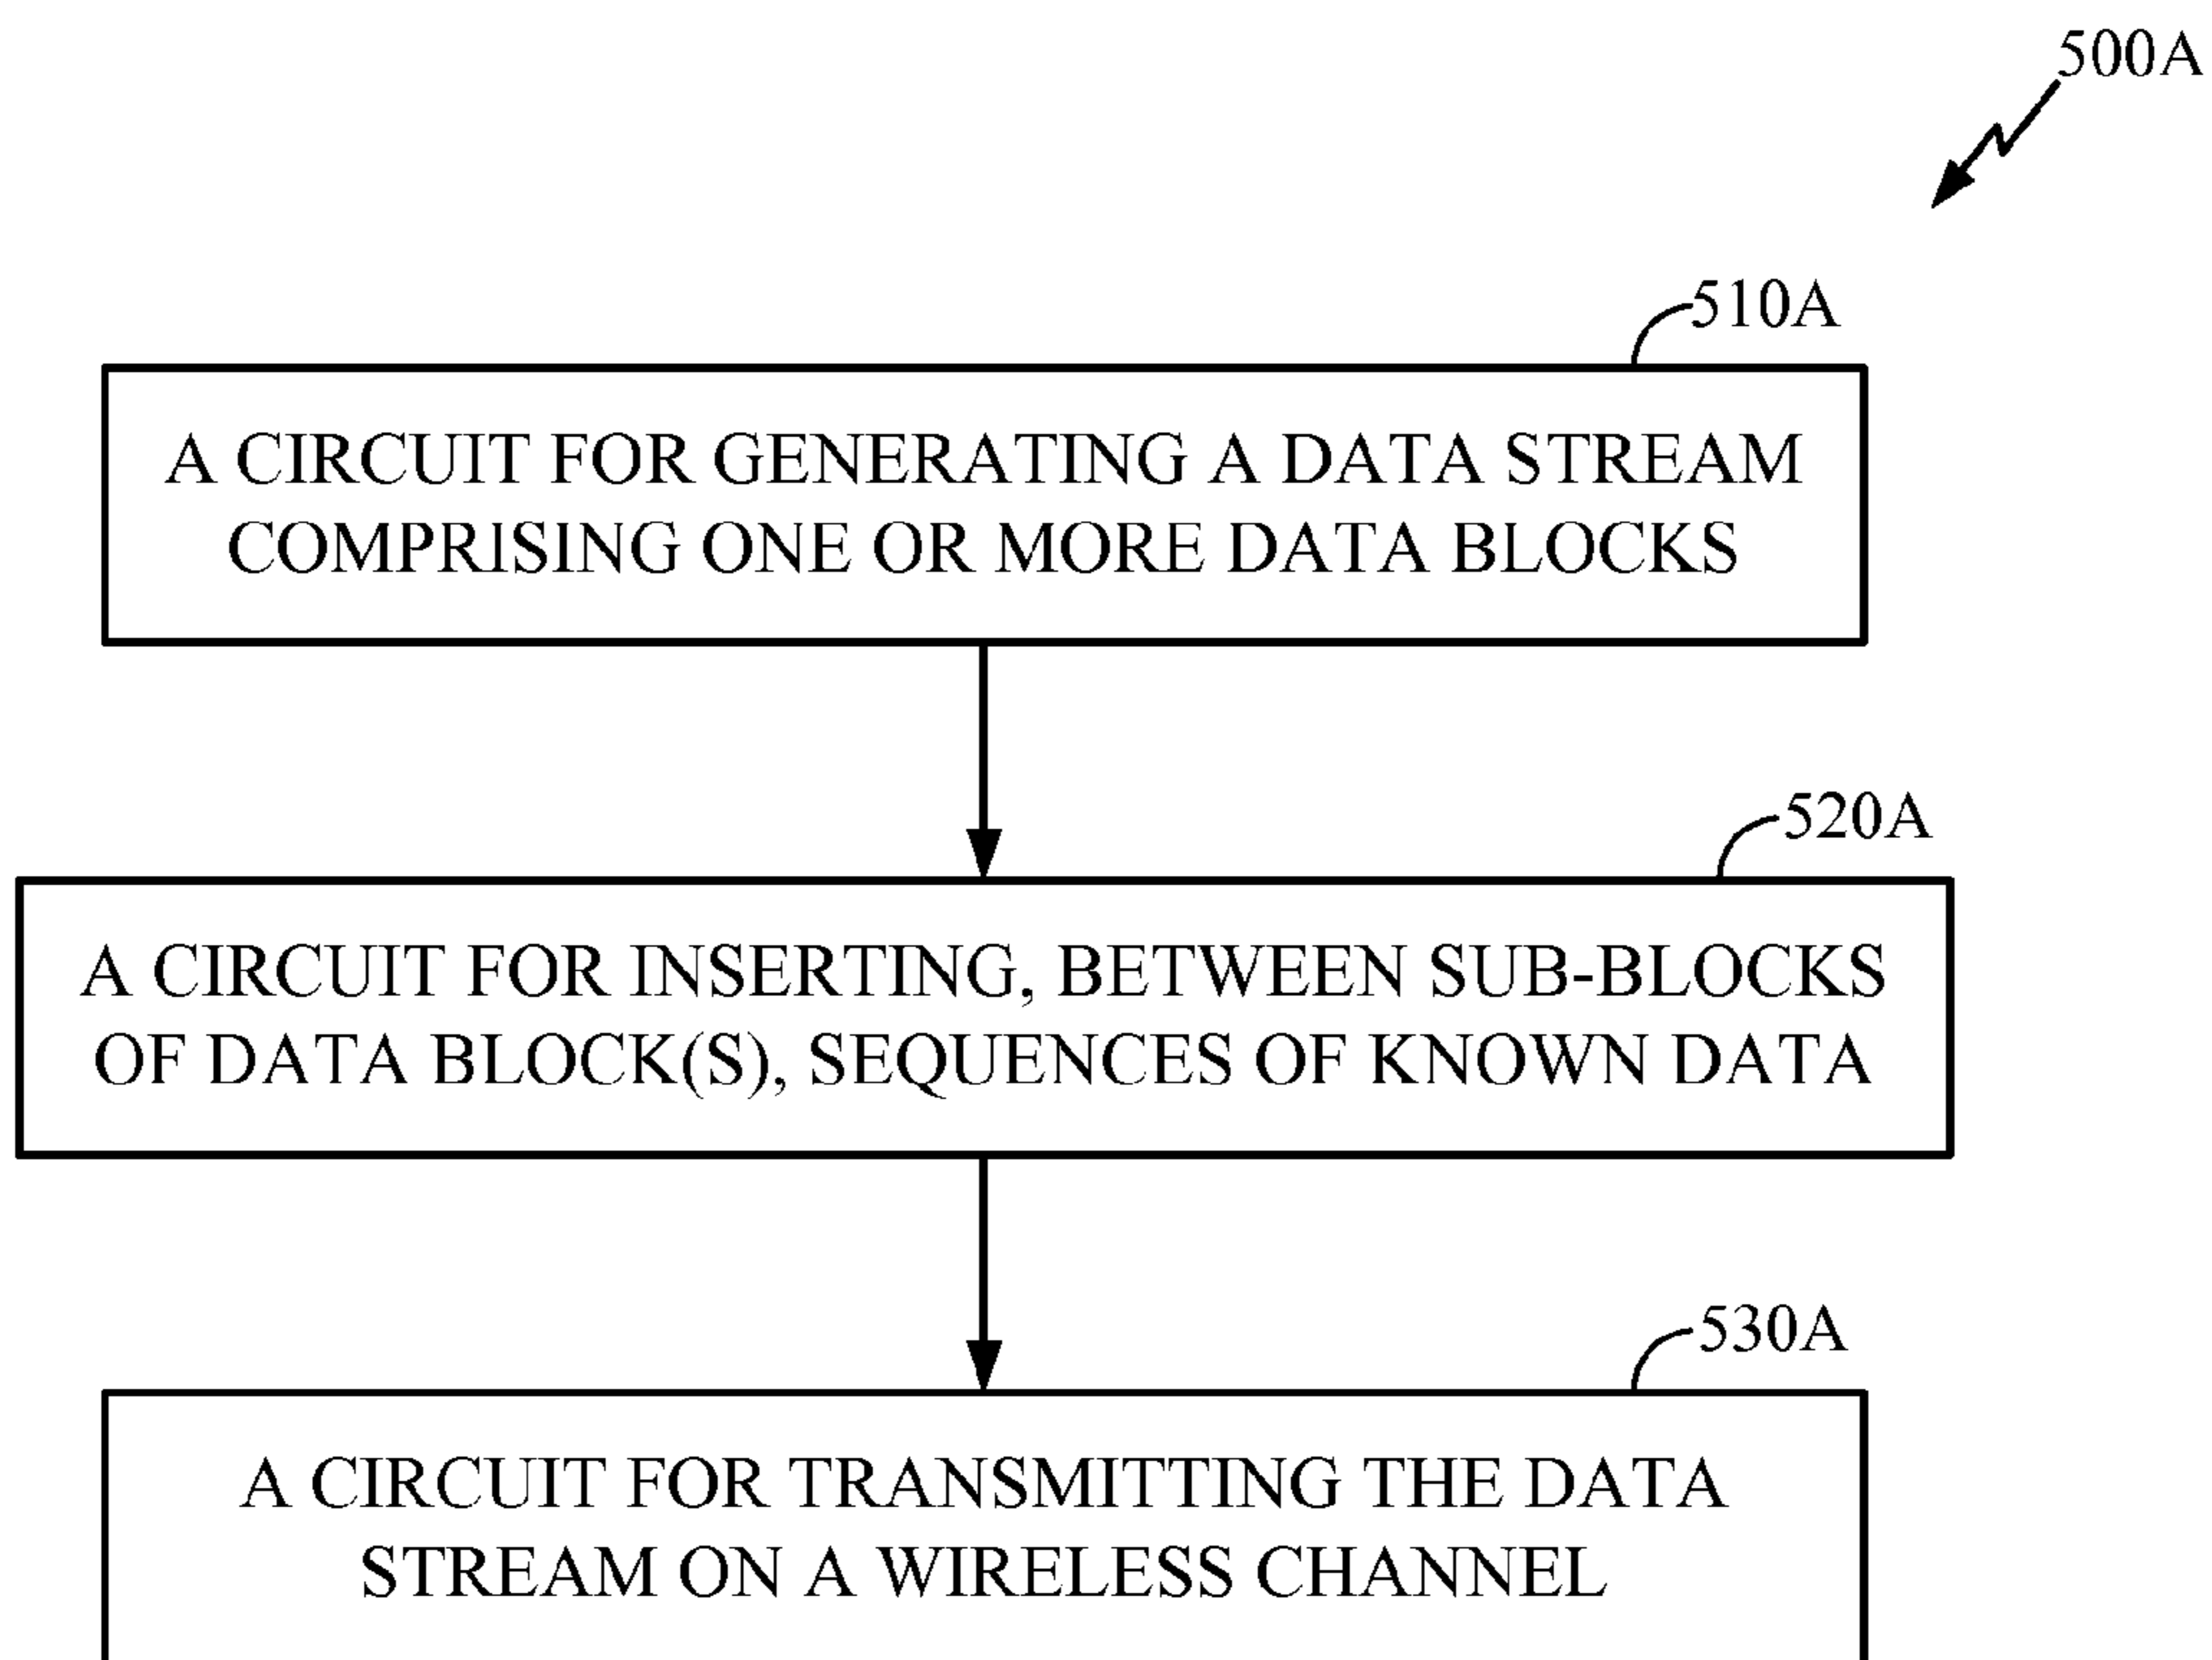 500A
510A
A CIRCUIT FOR GENERATING A DATA STREAM
COMPRISING ONE OR MORE DATA BLOCKS
520A
A CIRCUIT FOR INSERTING, BETWEEN SUB-BLOCKS
OF DATA BLOCK(S), SEQUENCES OF KNOWN DATA
530A
A CIRCUIT FOR TRANSMITTING THE DATA
STREAM ON A WIRELESS CHANNEL